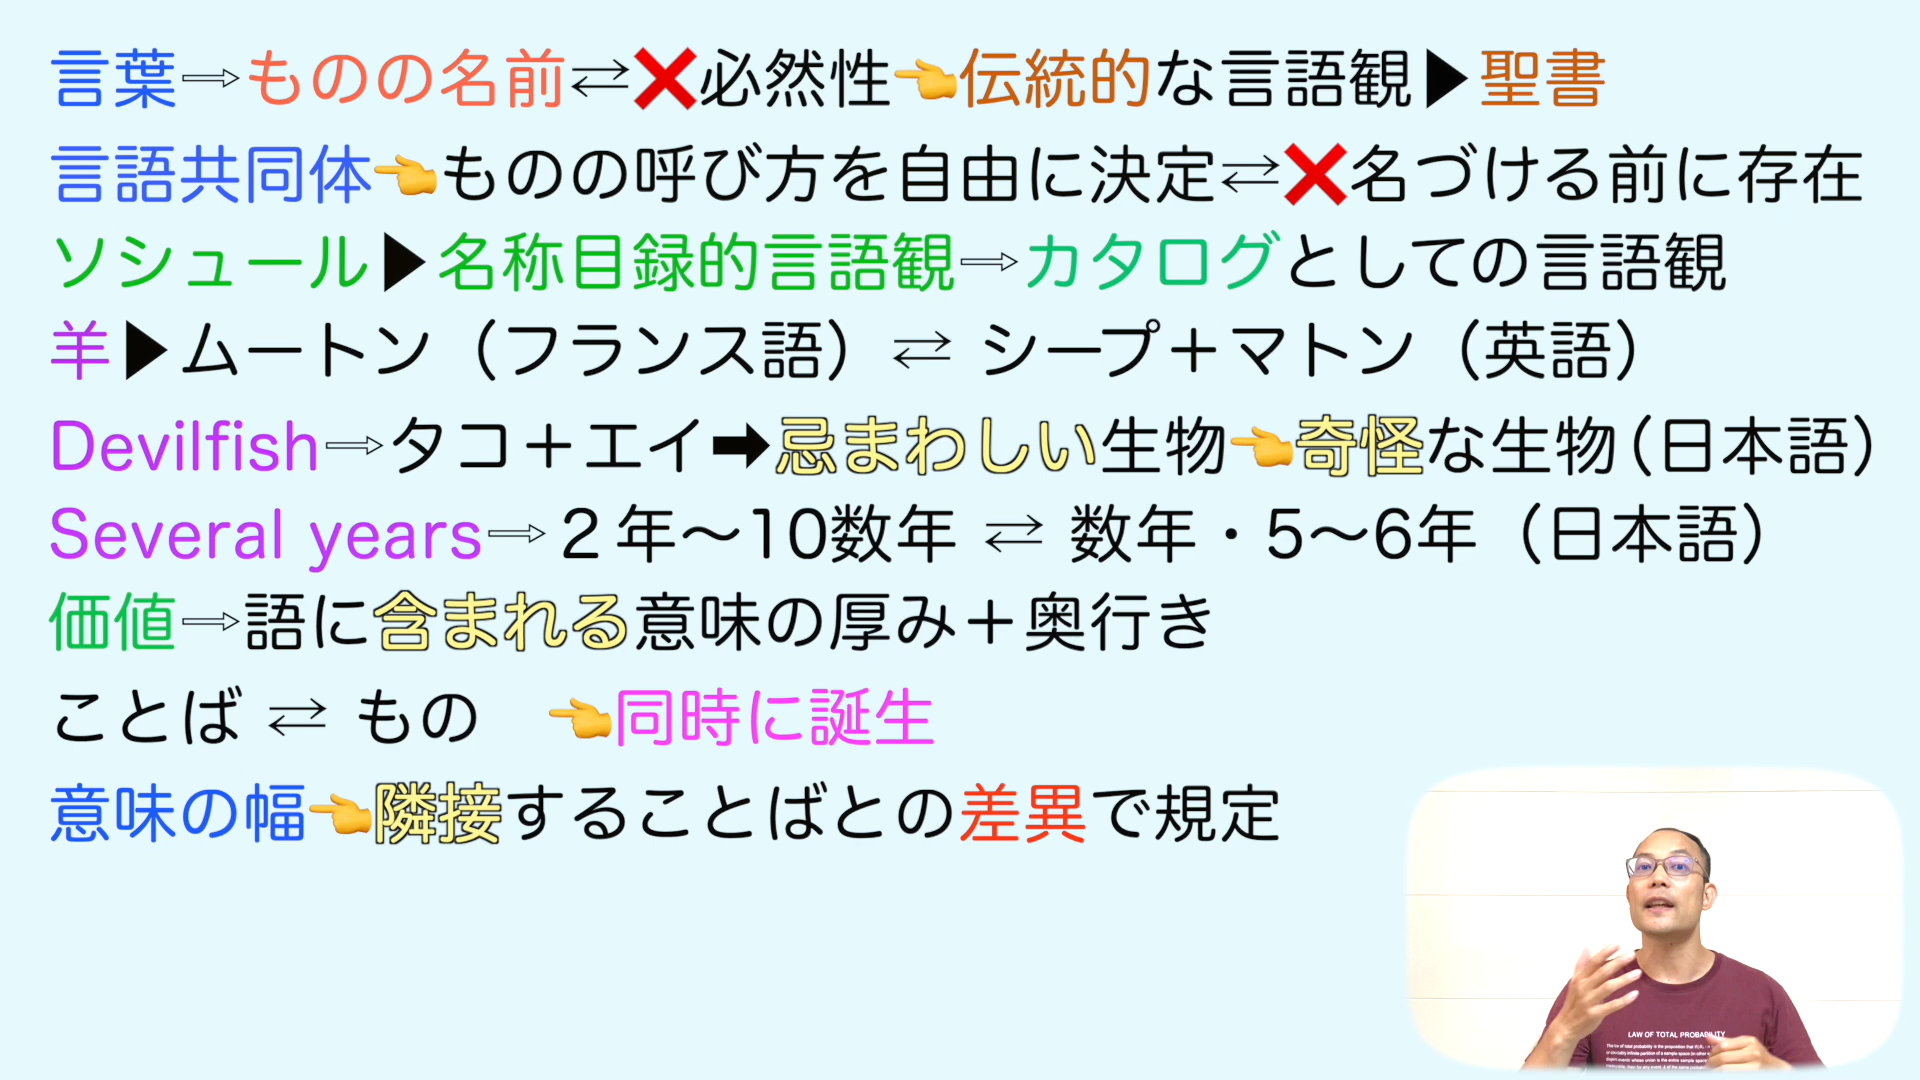 言葉⇨ものの名前⇄❌必然性👈伝統的な言語観▶聖書
言語共同体👈ものの呼び方を自由に決定⇄❌名づける前に存在
ソシュール▶名称目録的言語観⇨カタログとしての言語観
羊▶ムートン（フランス語）⇄ シープ＋マトン（英語）
Devilfish⇨タコ＋エイ➡忌まわしい生物👈奇怪な生物（日本語）
Several years⇨２年〜10数年 ⇄ 数年・5〜6年（日本語）
価値⇨語に含まれる意味の厚み＋奥行き
ことば ⇄ もの　👈同時に誕生
意味の幅👈隣接することばとの差異で規定
LAW OF TOTAL PROBABILITY